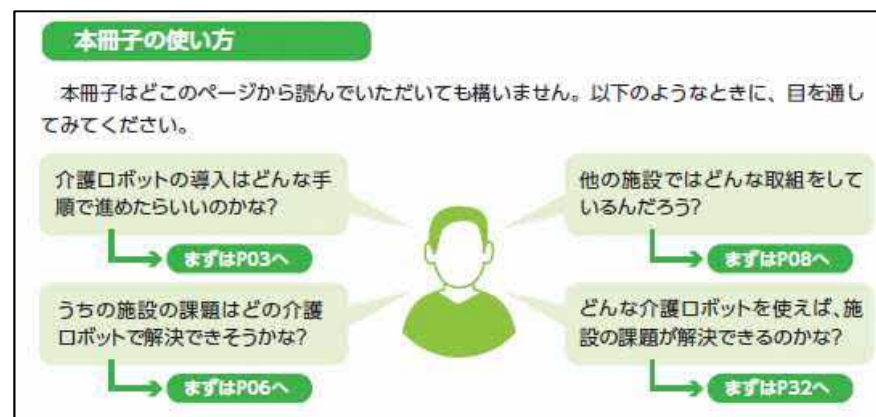 本冊子の使い方
本冊子はどこのページから読んでいただいても構いません。以下のようなときに、目を通し
てみてください。
介護ロボットの導入はどんな手
順で進めたらいいのかな?
まずはP03へ
他の施設ではどんな取組をして
いるんだろう?
まずはP08へ
うちの施設の課題はどの介護
ロボットで解決できそうかな?
まずはP06へ
どんな介護ロボットを使えば、施
設の課題が解決できるのかな?
まずはP32へ